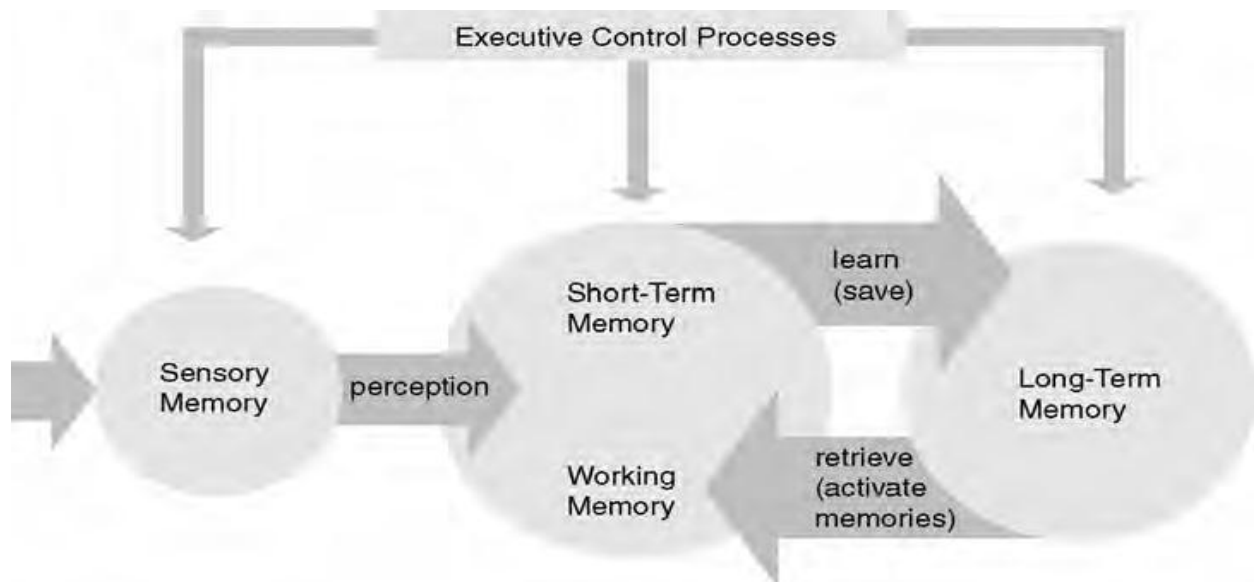 Executive Control Processes
Sensory
Memory
perception
Short-Term
Memory
Working
Memory
learn
(save)
retrieve
(activate
memories)
Long-Term
Memory